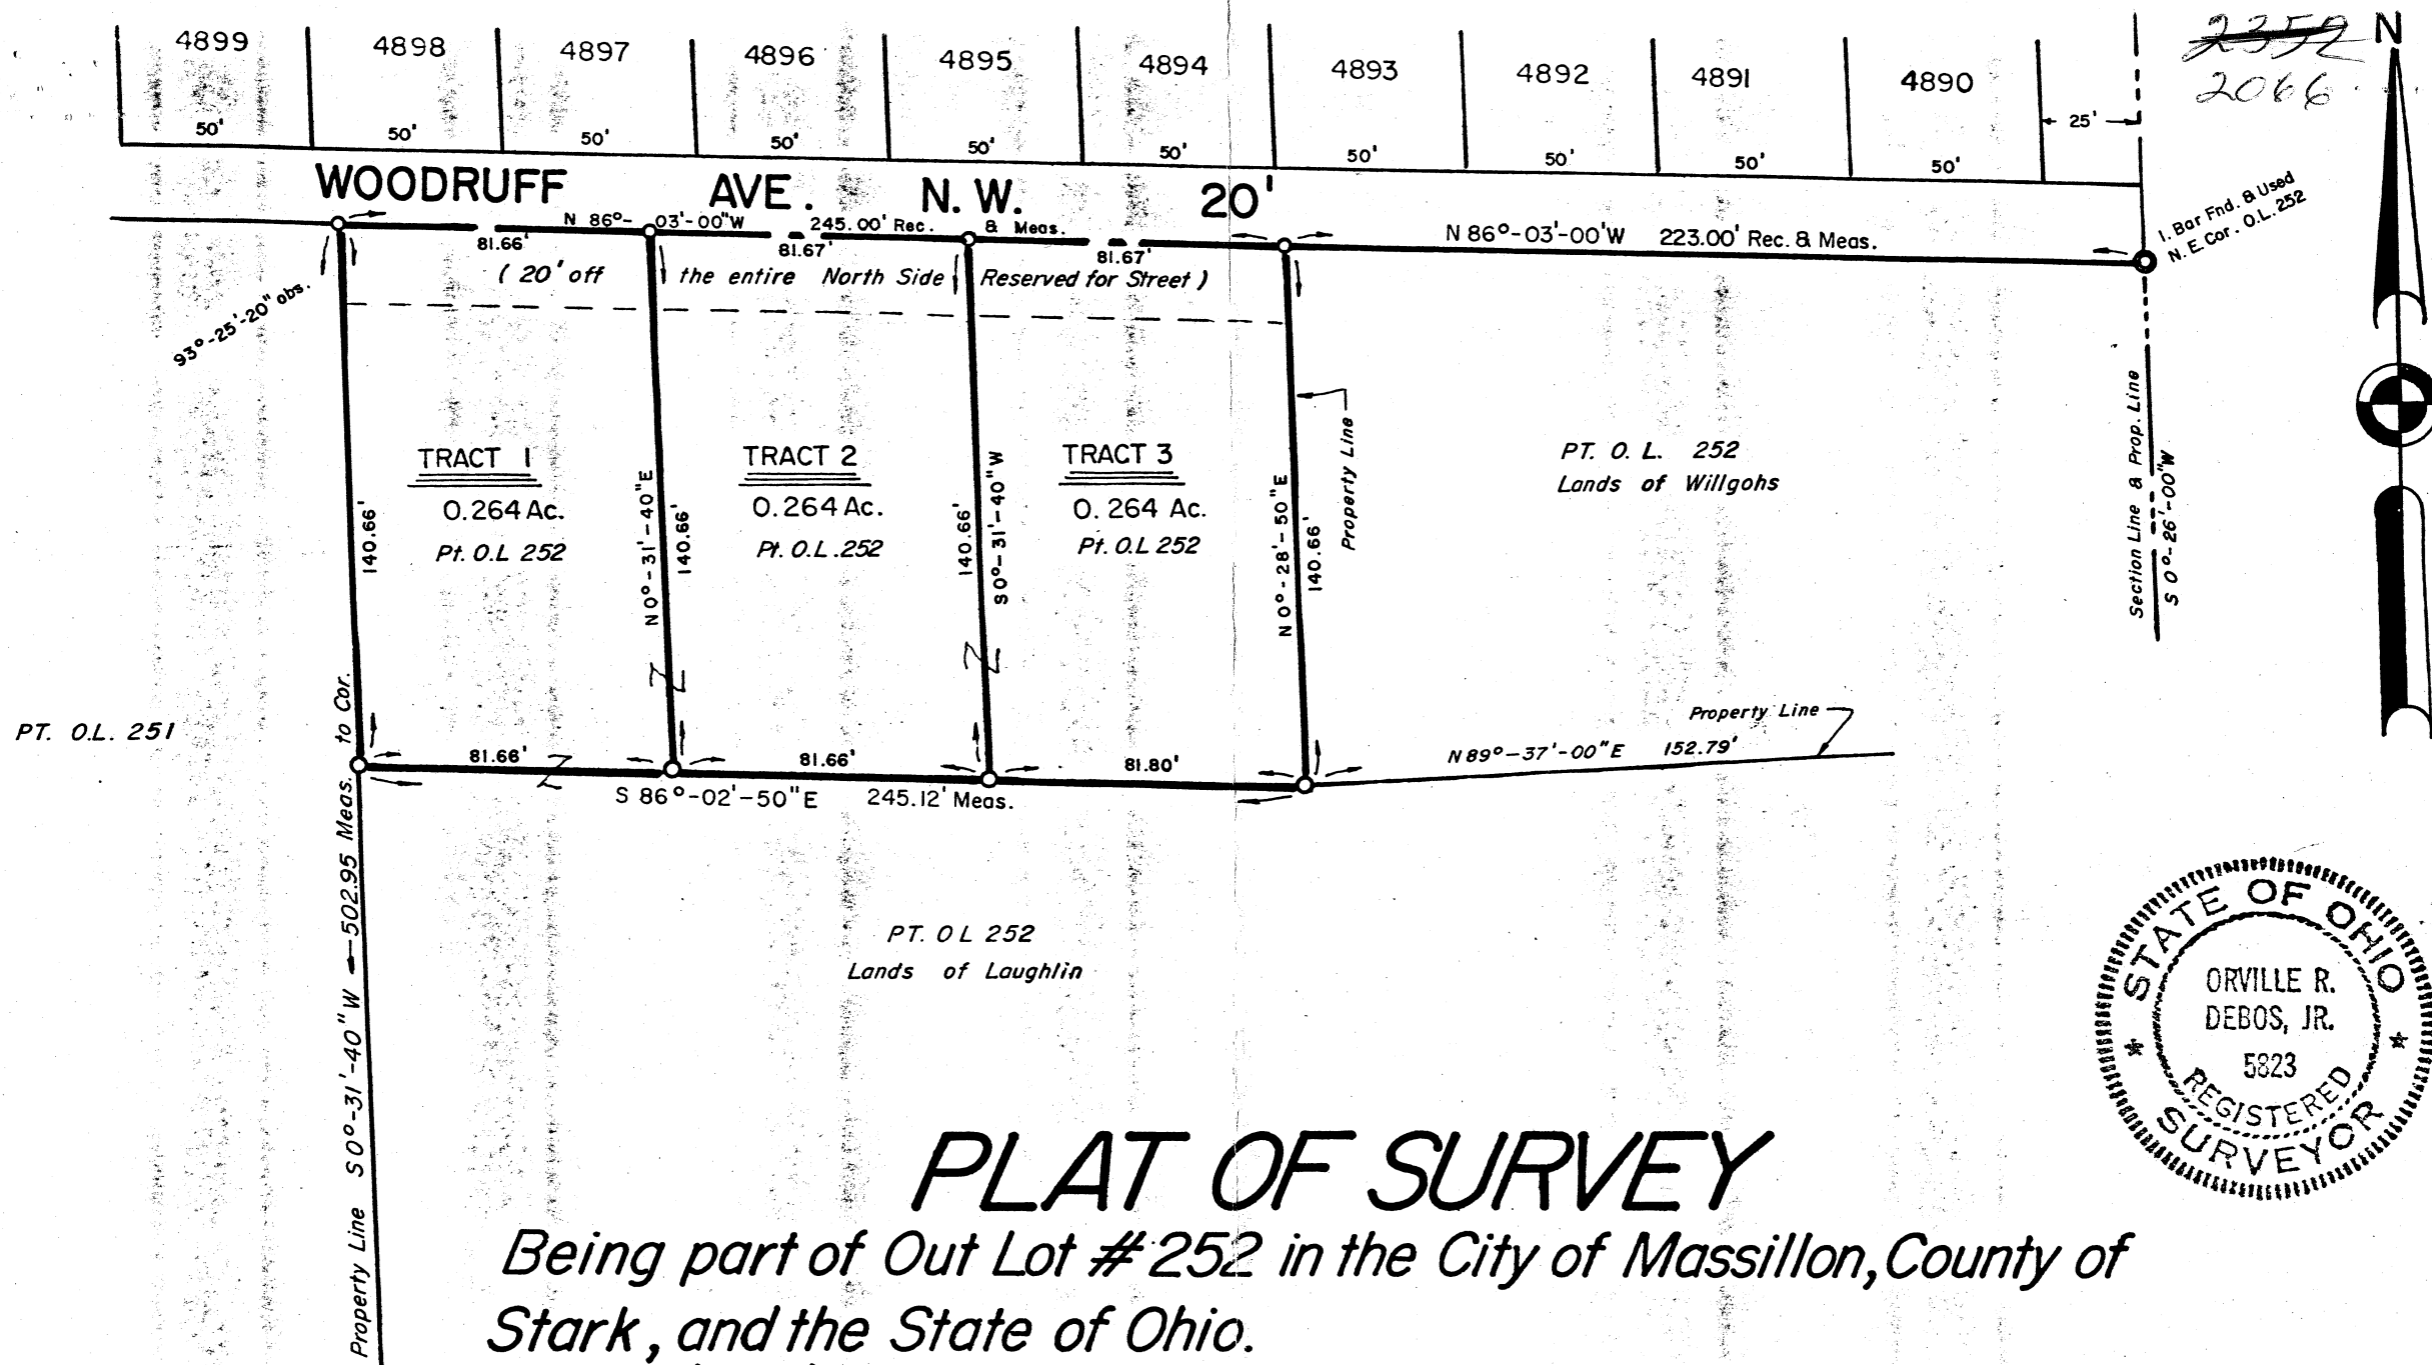 4899 4898 4897 4896 4895 4894 4893 4892 4891 4890
2352 N
2066
50' 50' 50' 50' 50' 50' 50' 50' 50' 50' 25'
WOODRUFF AVE. N.W. 20'
1. Bar Fnd. & Used
N. E. Cor. O.L. 252
N 86°-03'-00"W 245.00' Rec. & Meas.
N 86°-03'-00'W 223.00' Rec. & Meas.
81.66' 81.67' 81.67'
(20' off the entire North Side Reserved for Street)
93°-25'-20" obs.
TRACT 1
0.264 Ac.
Pt. O.L 252
140.66'
N 0°-31'-40"E
140.66'
TRACT 2
0.264 Ac.
Pt. O.L. 252
140.66'
S 0°-31'-40"W
TRACT 3
0.264 Ac.
Pt. O.L 252
N 0°-28'-50"E
140.66'
Property Line
PT. O. L. 252
Lands of Willgohs
Section Line & Prop. Line
S 0°-26'-00"W
PT. O.L. 251
Property Line
N 89°-37'-00"E 152.79'
81.66' 81.66' 81.80'
S 86°-02'-50"E 245.12' Meas.
Property Line S 0°-31'-40"W 502.95 Meas. to Cor.
PT. O L 252
Lands of Laughlin
STATE OF OHIO
ORVILLE R.
DEBOS, JR.
5823
REGISTERED
SURVEYOR
PLAT OF SURVEY
Being part of Out Lot #252 in the City of Massillon, County of
Stark, and the State of Ohio.